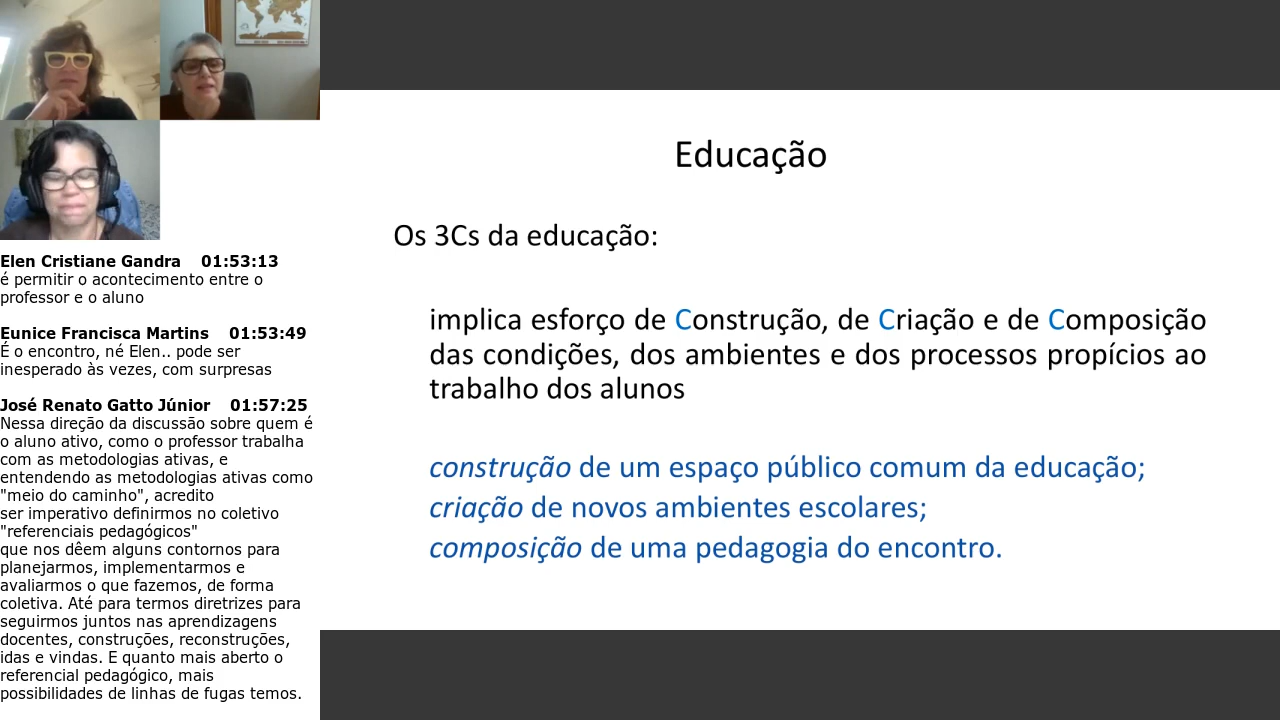 Elen Cristiane Gandra 01:53:13
é permitir o acontecimento entre o
professor e o aluno
Eunice Francisca Martins 01:53:49
É o encontro, né Elen.. pode ser
inesperado às vezes, com surpresas
José Renato Gatto Júnior 01:57:25
Nessa direção da discussão sobre quem é
o aluno ativo, como o professor trabalha
com as metodologias ativas, e
entendendo as metodologias ativas como
"meio do caminho", acredito
ser imperativo definirmos no coletivo
"referenciais pedagógicos"
que nos dêem alguns contornos para
planejarmos, implementarmos e
avaliarmos o que fazemos, de forma
coletiva. Até para termos diretrizes para
seguirmos juntos nas aprendizagens
docentes, construções, reconstruções,
idas e vindas. E quanto mais aberto o
referencial pedagógico, mais
possibilidades de linhas de fugas temos.
Educação
Os 3Cs da educação:
implica esforço de Construção, de Criação e de Composição
das condições, dos ambientes e dos processos propícios ao
trabalho dos alunos
construção de um espaço público comum da educação;
criação de novos ambientes escolares;
composição de uma pedagogia do encontro.